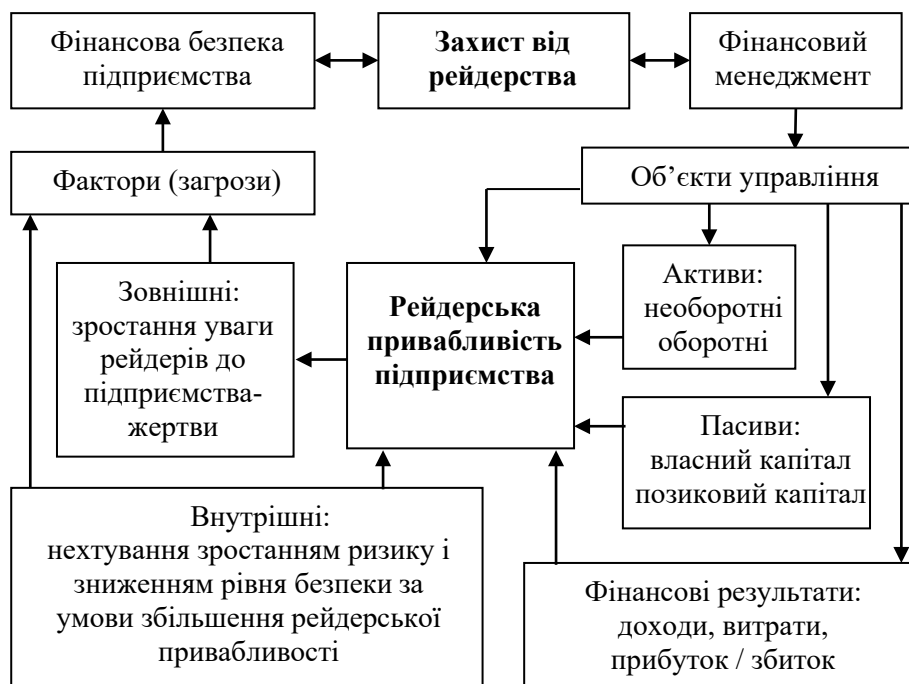 Фінансова безпека
підприємства
Захист від
рейдерства
Фінансовий
менеджмент
Фактори (загрози)
Об’єкти управління
Зовнішні:
зростання уваги
рейдерів до
підприємства-
жертви
Рейдерська
привабливість
підприємства
Активи:
необоротні
оборотні
Пасиви:
власний капітал
позиковий капітал
Внутрішні:
нехтування зростанням ризику і
зниженням рівня безпеки за
умови збільшення рейдерської
привабливості
Фінансові результати:
доходи, витрати,
прибуток / збиток